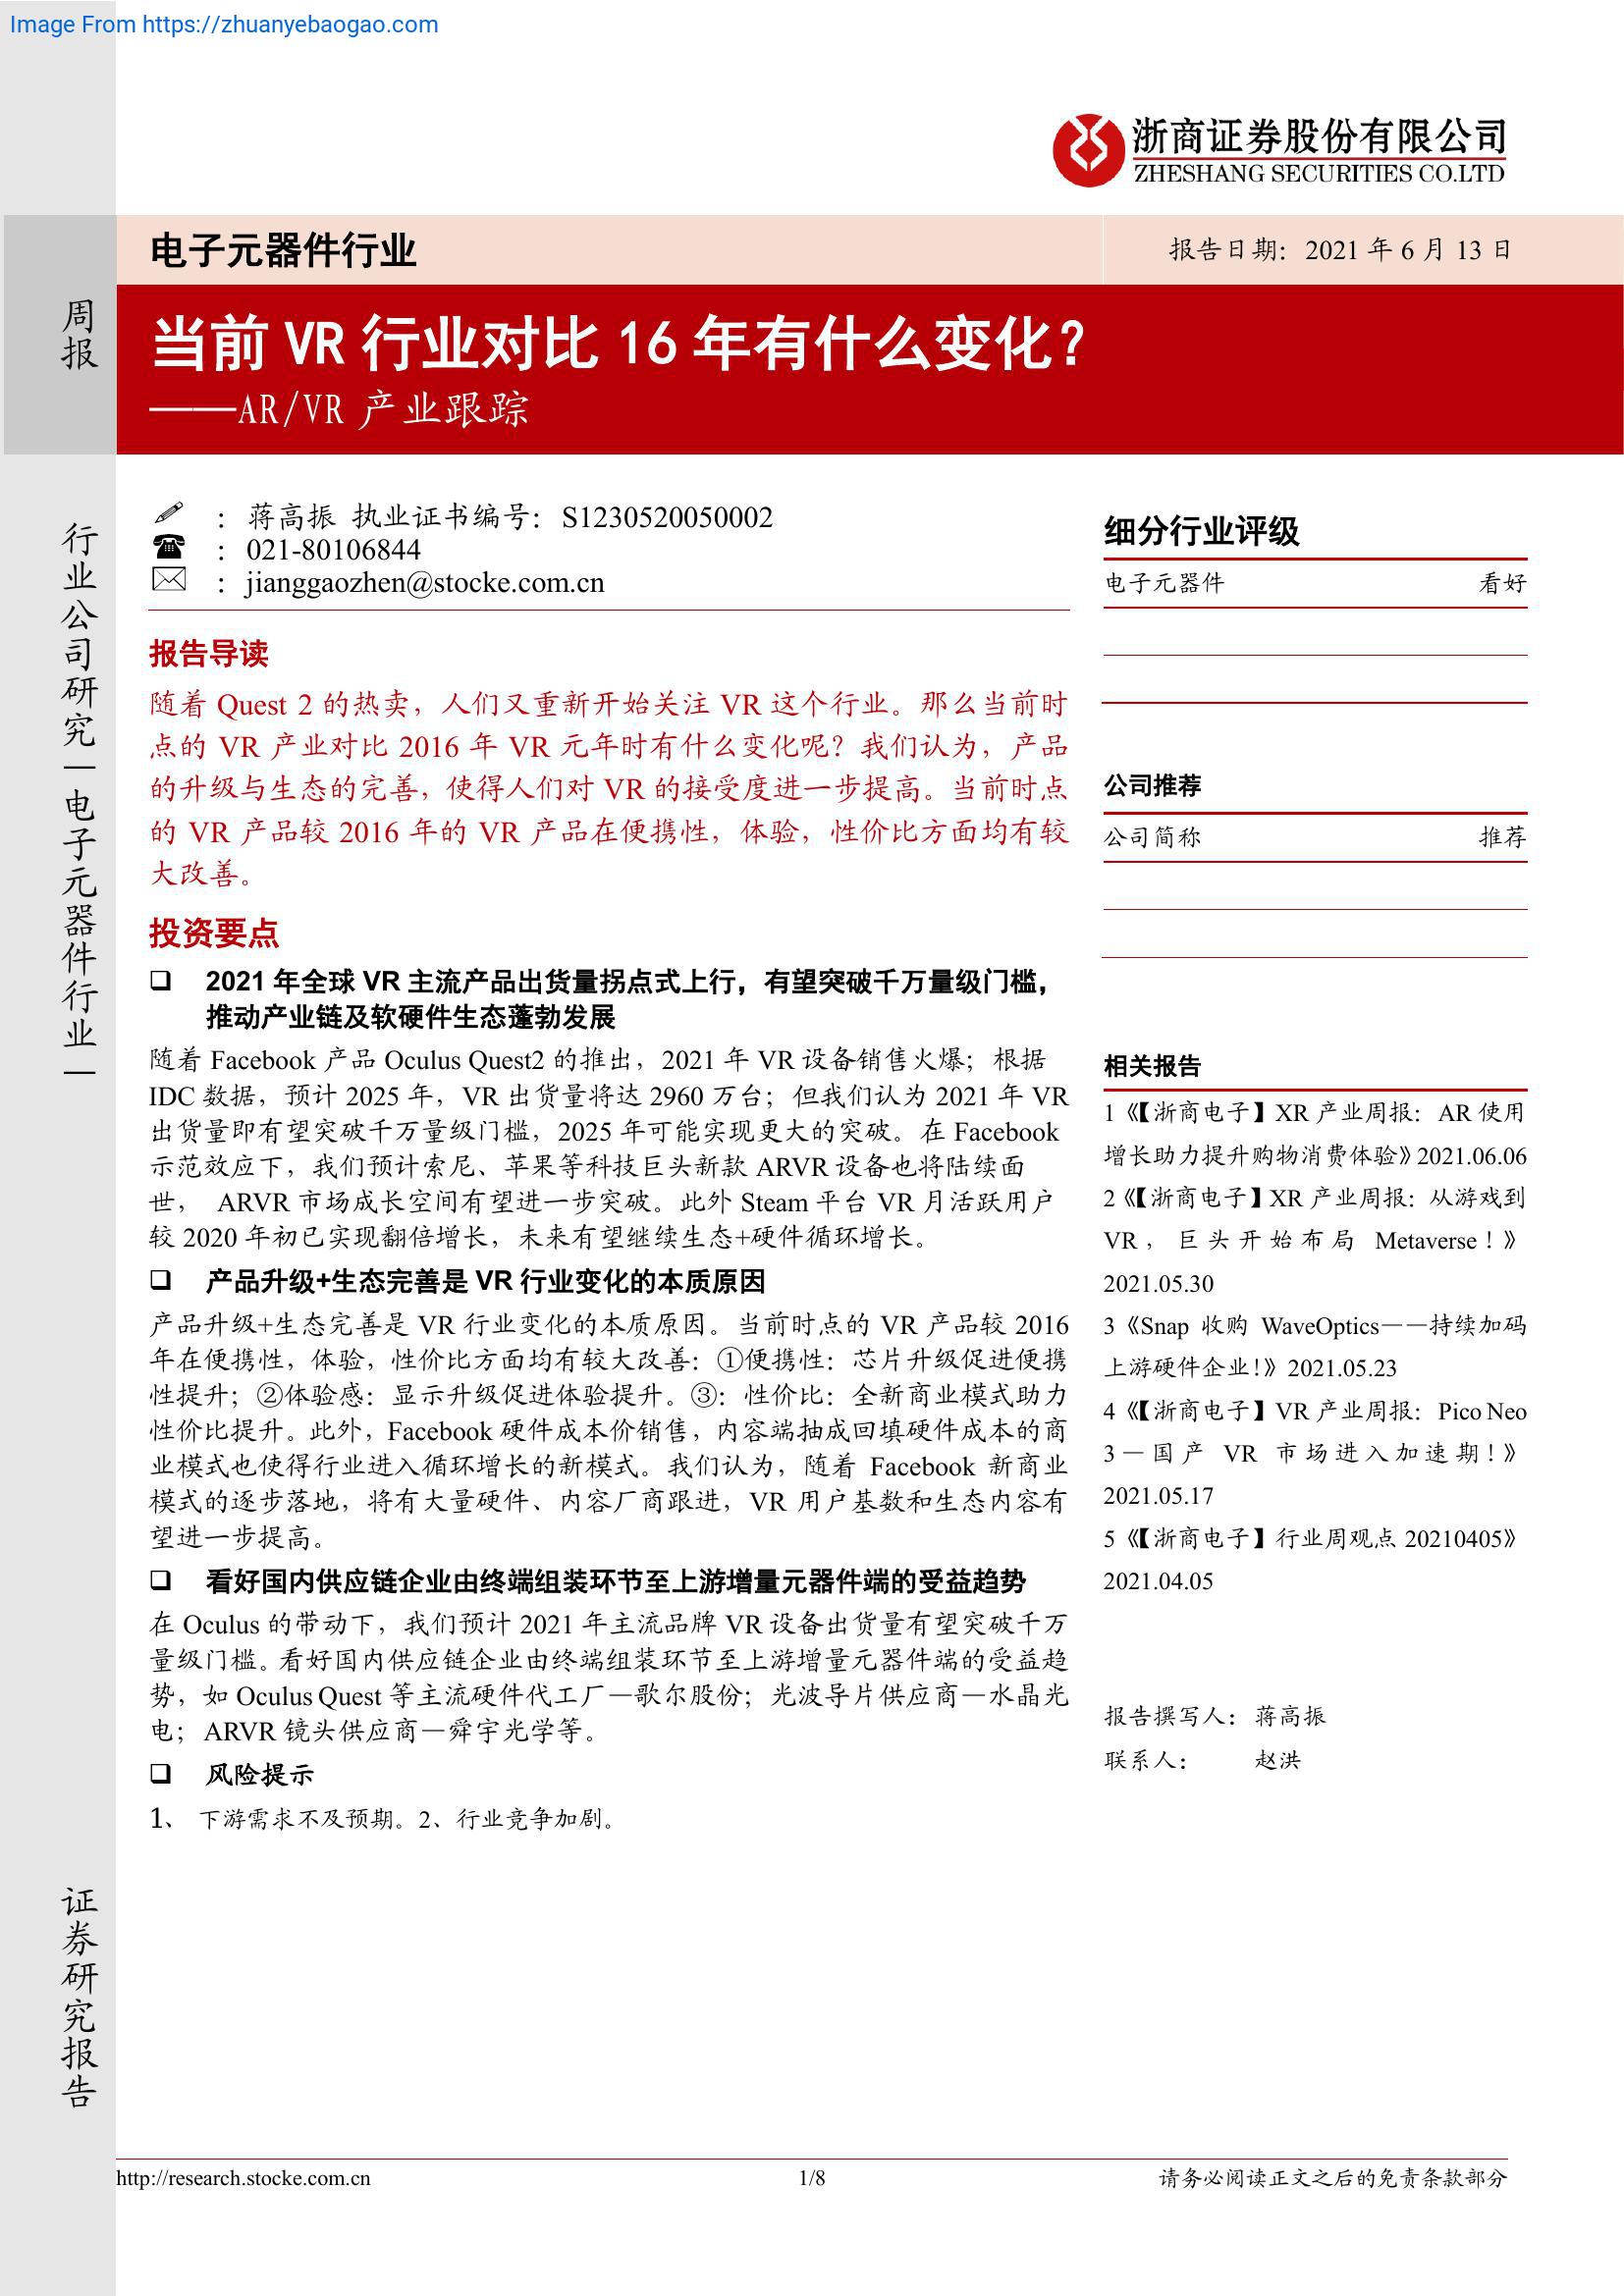 Image From https://zhuanyebaogao.com
浙商证券股份有限公司
ZHESHANG SECURITIES CO.LTD
电子元器件行业
报告日期：2021 年 6 月 13 日
周报
当前 VR 行业对比 16 年有什么变化？
——AR/VR 产业跟踪
行业公司研究｜电子元器件行业｜
：蒋高振 执业证书编号：S1230520050002
：021-80106844
：jianggaozhen@stocke.com.cn
报告导读
随着 Quest 2 的热卖，人们又重新开始关注 VR 这个行业。那么当前时
点的 VR 产业对比 2016 年 VR 元年时有什么变化呢？我们认为，产品
的升级与生态的完善，使得人们对 VR 的接受度进一步提高。当前时点
的 VR 产品较 2016 年的 VR 产品在便携性，体验，性价比方面均有较
大改善。
投资要点
❑ 2021 年全球 VR 主流产品出货量拐点式上行，有望突破千万量级门槛，
推动产业链及软硬件生态蓬勃发展
随着 Facebook 产品 Oculus Quest2 的推出，2021 年 VR 设备销售火爆；根据
IDC 数据，预计 2025 年，VR 出货量将达 2960 万台；但我们认为 2021 年 VR
出货量即有望突破千万量级门槛，2025 年可能实现更大的突破。在 Facebook
示范效应下，我们预计索尼、苹果等科技巨头新款 ARVR 设备也将陆续面
世， ARVR 市场成长空间有望进一步突破。此外 Steam 平台 VR 月活跃用户
较 2020 年初已实现翻倍增长，未来有望继续生态+硬件循环增长。
❑ 产品升级+生态完善是 VR 行业变化的本质原因
产品升级+生态完善是 VR 行业变化的本质原因。当前时点的 VR 产品较 2016
年在便携性，体验，性价比方面均有较大改善：①便携性：芯片升级促进便携
性提升；②体验感：显示升级促进体验提升。③：性价比：全新商业模式助力
性价比提升。此外，Facebook 硬件成本价销售，内容端抽成回填硬件成本的商
业模式也使得行业进入循环增长的新模式。我们认为，随着 Facebook 新商业
模式的逐步落地，将有大量硬件、内容厂商跟进，VR 用户基数和生态内容有
望进一步提高。
❑ 看好国内供应链企业由终端组装环节至上游增量元器件端的受益趋势
在 Oculus 的带动下，我们预计 2021 年主流品牌 VR 设备出货量有望突破千万
量级门槛。看好国内供应链企业由终端组装环节至上游增量元器件端的受益趋
势，如 Oculus Quest 等主流硬件代工厂—歌尔股份；光波导片供应商—水晶光
电；ARVR 镜头供应商—舜宇光学等。
❑ 风险提示
1、 下游需求不及预期。2、行业竞争加剧。
细分行业评级
电子元器件 看好
公司推荐
公司简称 推荐
相关报告
1《【浙商电子】XR 产业周报：AR 使用
增长助力提升购物消费体验》2021.06.06
2《【浙商电子】XR 产业周报：从游戏到
VR，巨头开始布局 Metaverse！》
2021.05.30
3《Snap 收购 WaveOptics——持续加码
上游硬件企业！》2021.05.23
4《【浙商电子】VR 产业周报：Pico Neo
3—国产 VR 市场进入加速期！》
2021.05.17
5《【浙商电子】行业周观点 20210405》
2021.04.05
报告撰写人：蒋高振
联系人： 赵洪
证券研究报告
http://research.stocke.com.cn
1/8
请务必阅读正文之后的免责条款部分